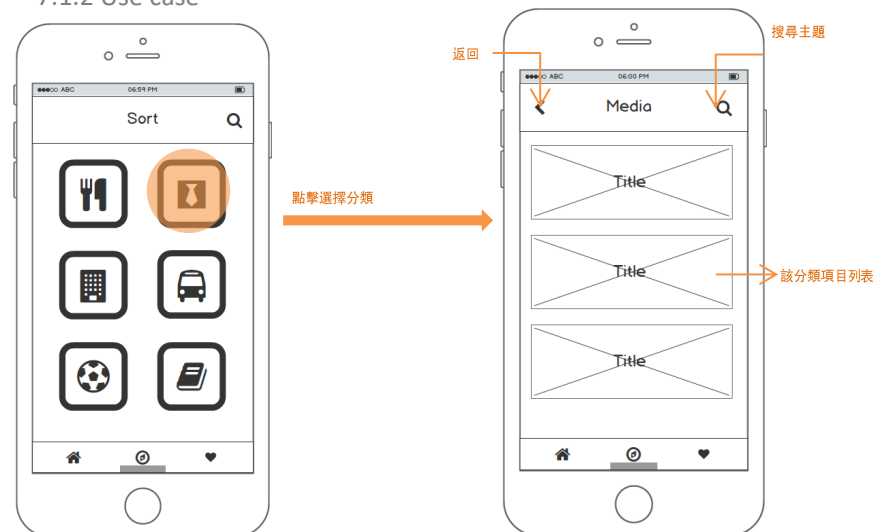 7.1.2 Use case
ABC
06:59 PM
Sort
點擊選擇分類
返回
搜尋主題
ABC
06:00 PM
Media
Title
Title
該分類項目列表
Title